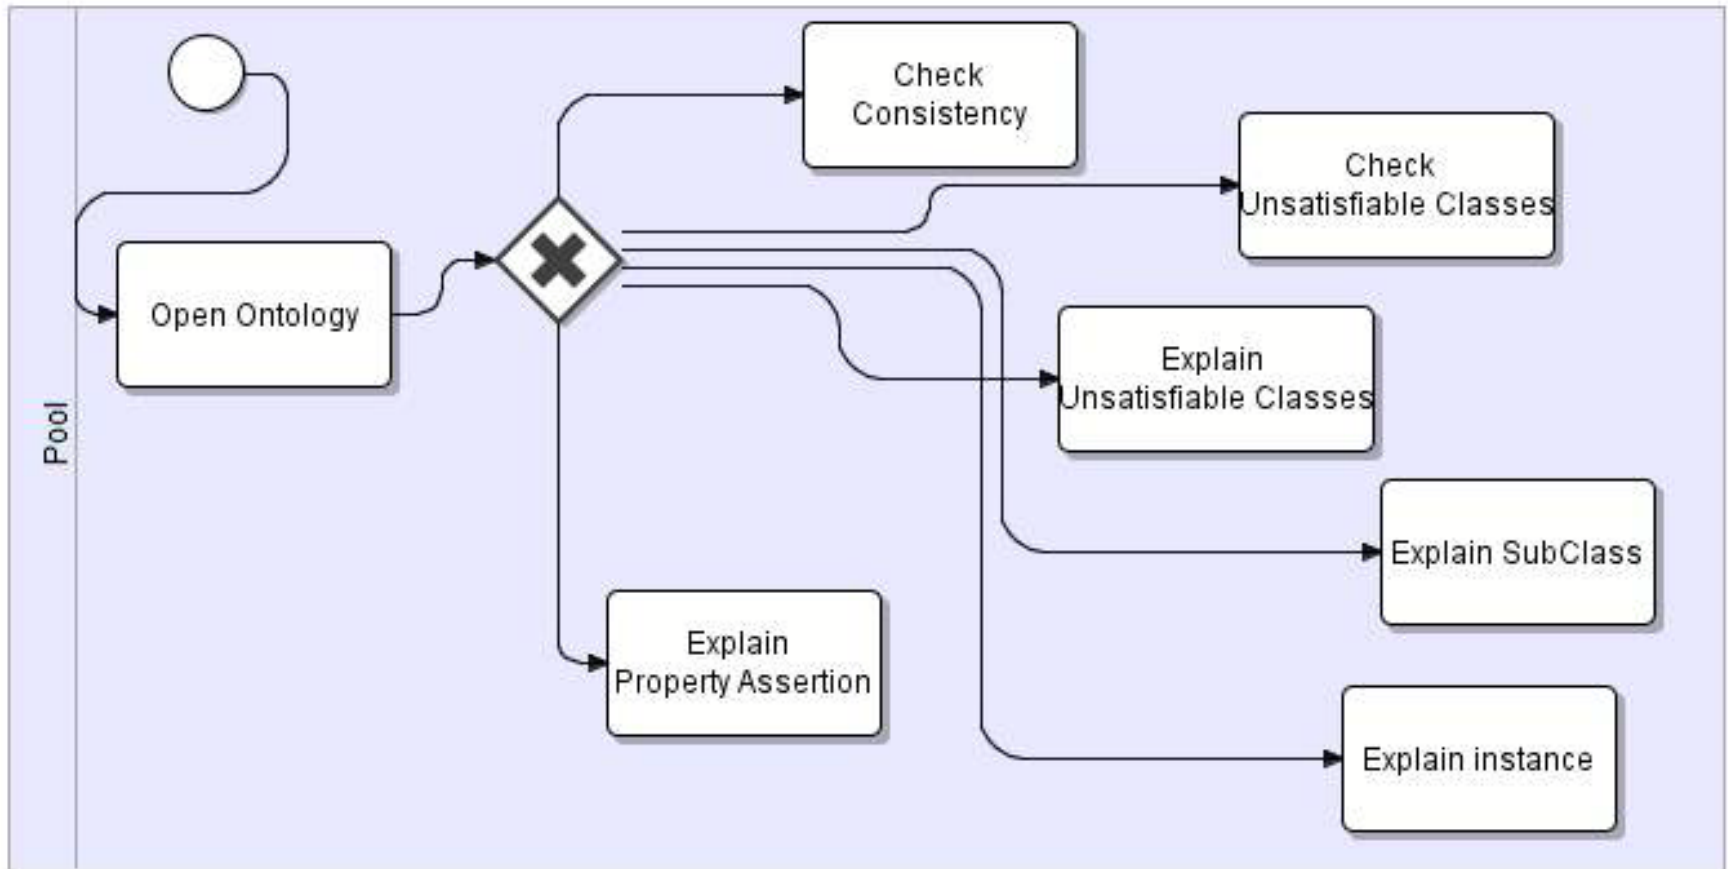 Check
Consistency
Check
Unsatisfiable Classes
Open Ontology
Explain
Unsatisfiable Classes
Pool
Explain SubClass
Explain
Property Assertion
Explain instance